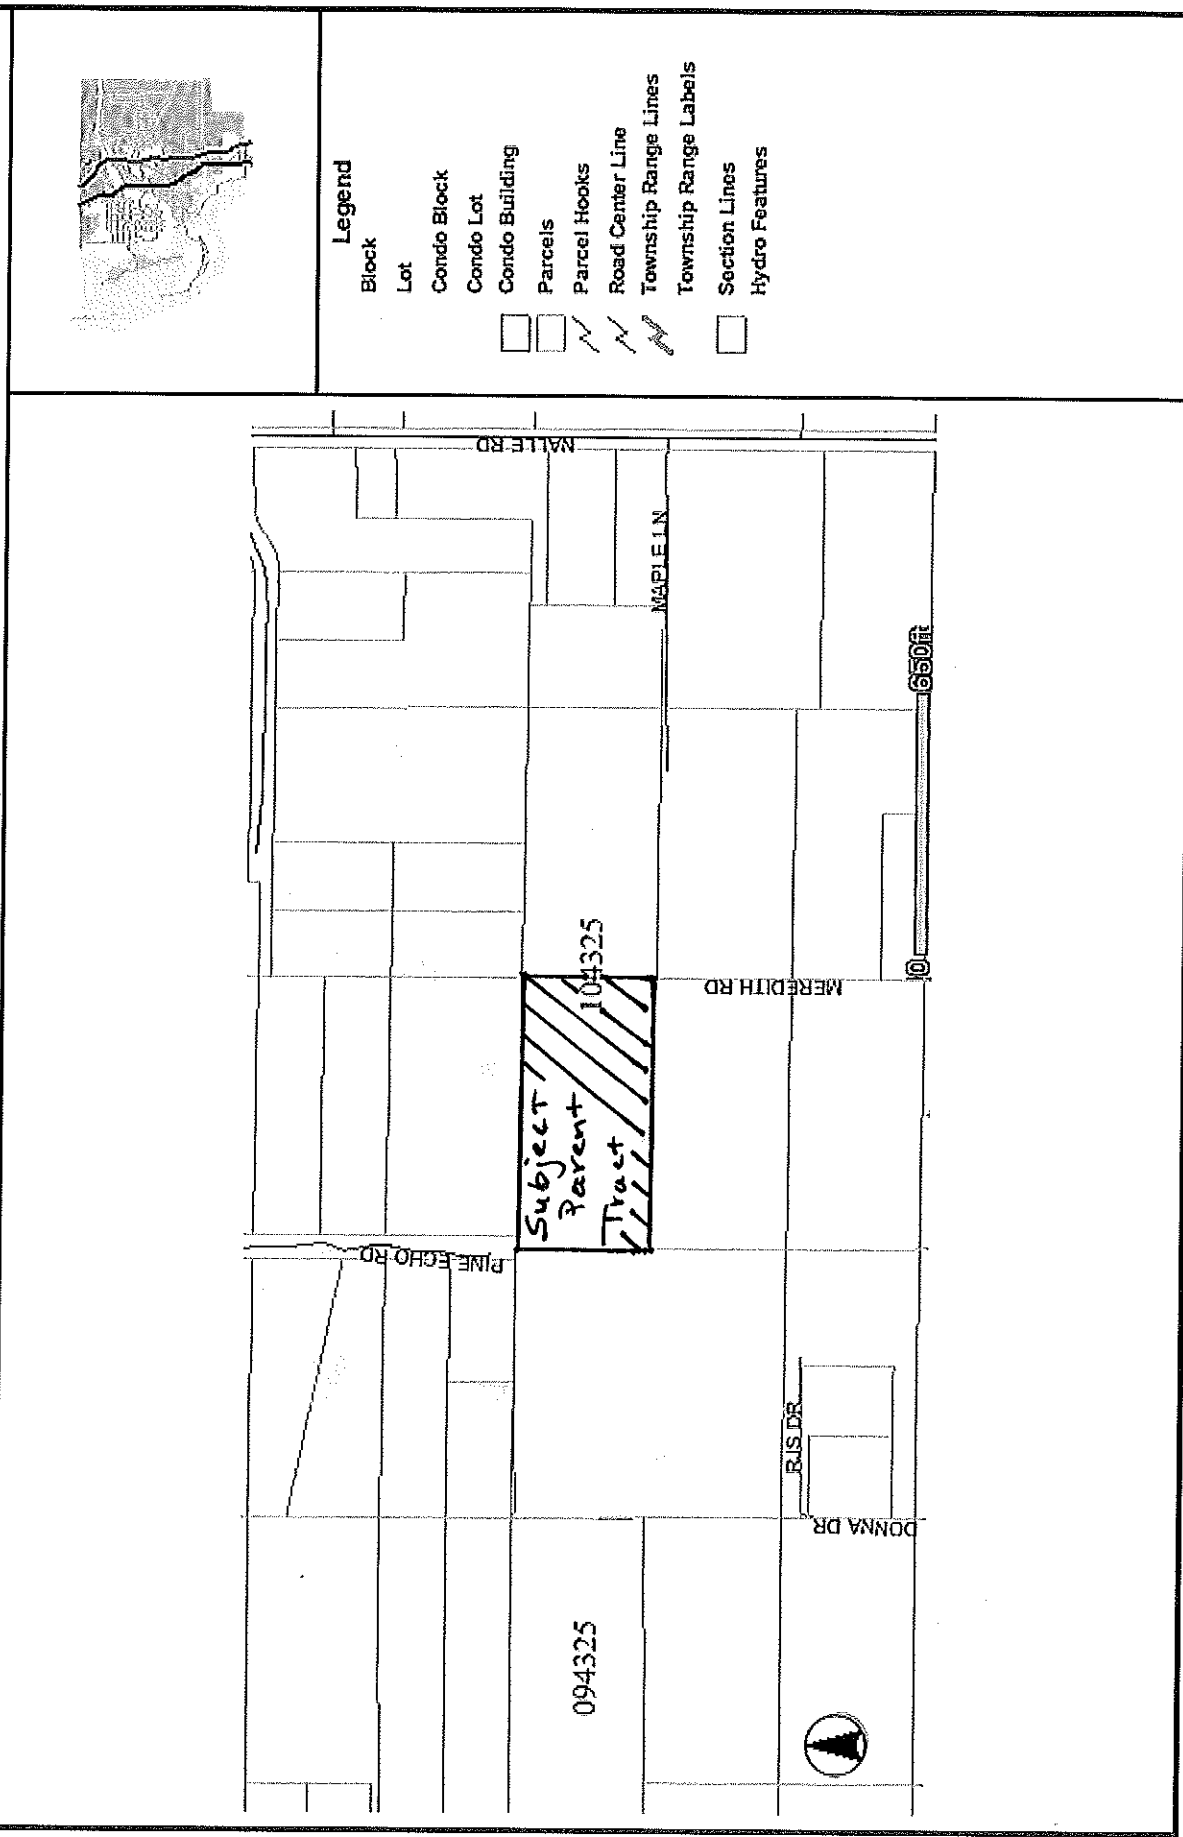 Legend
Block
Lot
Condo Block
Condo Lot
Condo Building
Parcels
Parcel Hooks
Road Center Line
Township Range Lines
Township Range Labels
Section Lines
Hydro Features
NALLE RD
MAPLE LN
650ft
0
104325
MEREDITH RD
Subject
Parent
Tract
PINE ECHO RD
BJS DR
DONNA DR
094325